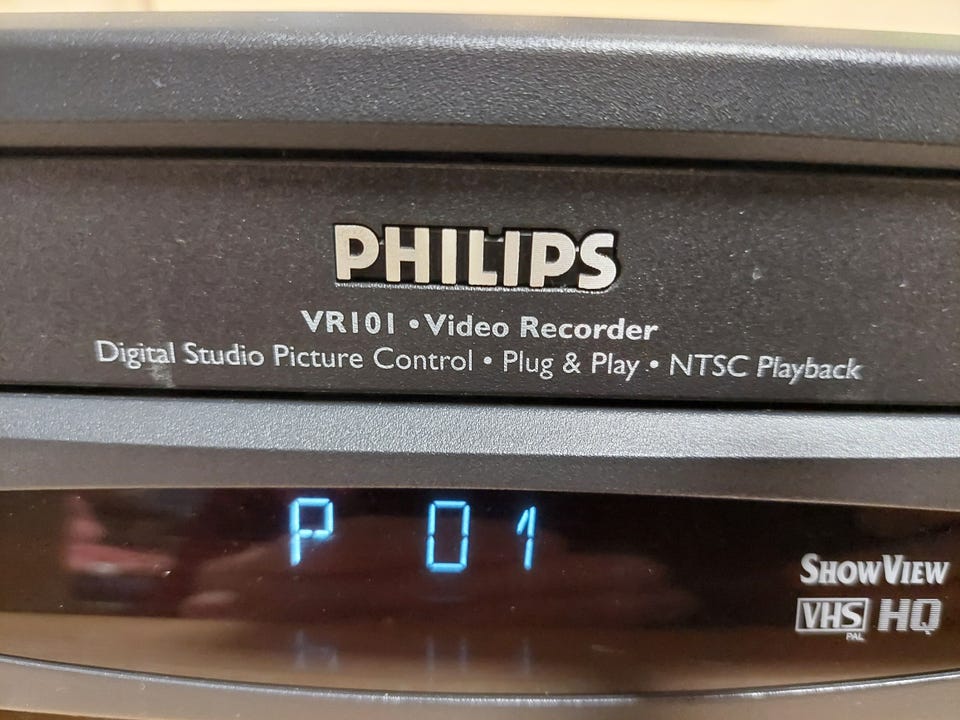 PHILIPS
VR101 • Video Recorder
Digital Studio Picture Control • Plug & Play • NTSC Playback
P 01
SHOWVIEW
VHS HQ
PAL